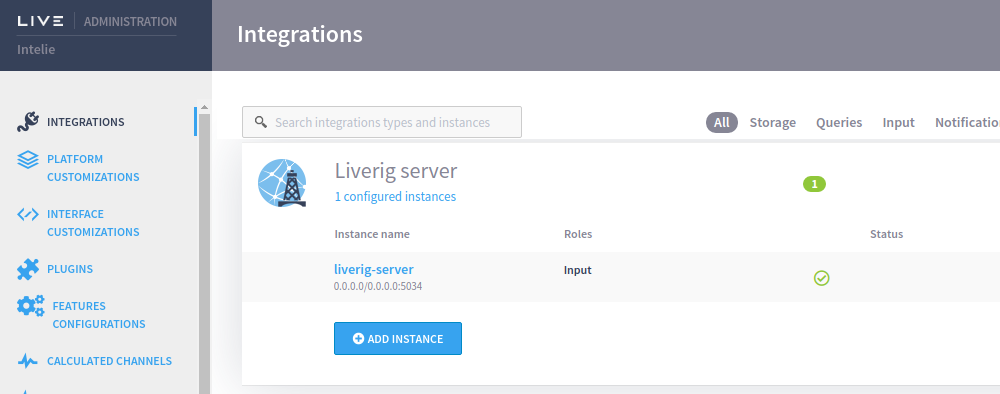 LIVE ADMINISTRATION
Intelie
Integrations
INTEGRATIONS
PLATFORM
CUSTOMIZATIONS
INTERFACE
CUSTOMIZATIONS
PLUGINS
FEATURES
CONFIGURATIONS
CALCULATED CHANNELS
Search integrations types and instances
All Storage Queries Input Notification
Liverig server
1 configured instances
1
Instance name Roles Status
liverig-server Input
0.0.0.0/0.0.0.0:5034
ADD INSTANCE